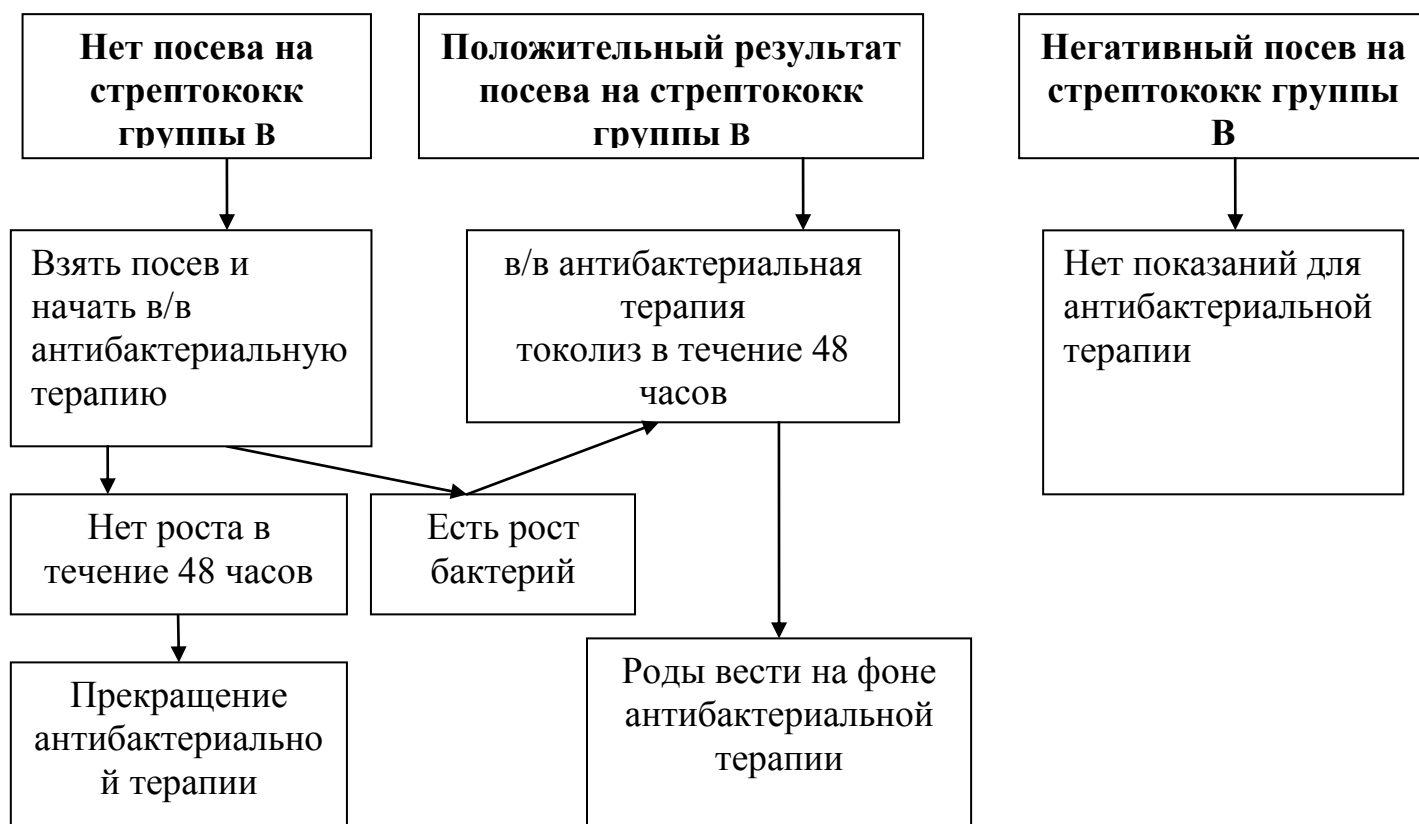 Нет посева на
стрептококк
группы В
Положительный результат
посева на стрептококк
группы В
Негативный посев на
стрептококк группы
В
Взять посев и
начать в/в
антибактериальную
терапию
в/в антибактериальная
терапия
токолиз в течение 48
часов
Нет показаний для
антибактериальной
терапии
Нет роста в
течение 48 часов
Есть рост
бактерий
Прекращение
антибактериально
й терапии
Роды вести на фоне
антибактериальной
терапии